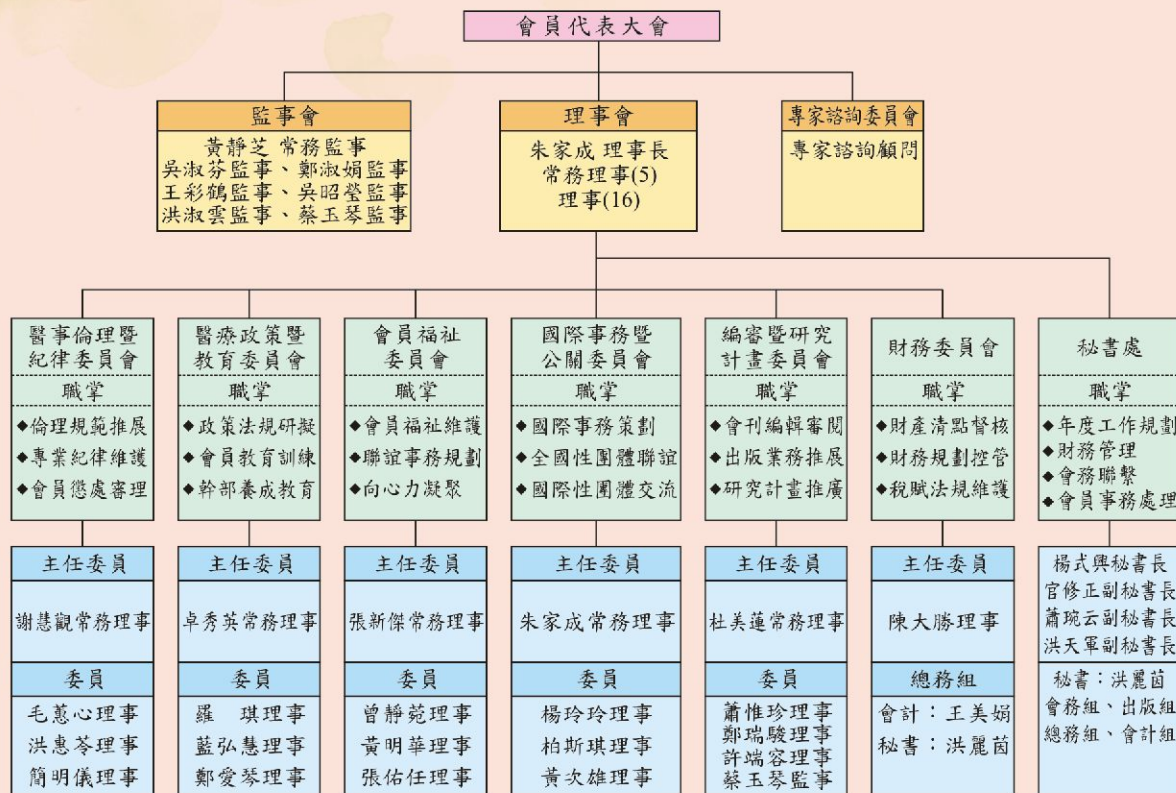 會員代表大會
監事會
黃靜芝 常務監事
吳淑芬監事、鄭淑娟監事
王彩鶴監事、吳昭瑩監事
洪淑雲監事、蔡玉琴監事
理事會
朱家成 理事長
常務理事(5)
理事(16)
專家諮詢委員會
專家諮詢顧問
醫事倫理暨
紀律委員會
職掌
◆倫理規範推展
◆專業紀律維護
◆會員懲處審理
主任委員
謝慧觀常務理事
委員
毛蕙心理事
洪惠苓理事
簡明儀理事
醫療政策暨
教育委員會
職掌
◆政策法規研擬
◆會員教育訓練
◆幹部養成教育
主任委員
卓秀英常務理事
委員
羅 琪理事
藍弘慧理事
鄭愛琴理事
會員福祉
委員會
職掌
◆會員福祉維護
◆聯誼事務規劃
◆向心力凝聚
主任委員
張新傑常務理事
委員
曾靜菀理事
黃明華理事
張佑任理事
國際事務暨
公關委員會
職掌
◆國際事務策劃
◆全國性團體聯誼
◆國際性團體交流
主任委員
朱家成常務理事
委員
楊玲玲理事
柏斯琪理事
黃次雄理事
編審暨研究
計畫委員會
職掌
◆會刊編輯審閱
◆出版業務推展
◆研究計畫推廣
主任委員
杜美蓮常務理事
委員
蕭惟珍理事
鄭瑞駿理事
許端容理事
蔡玉琴監事
財務委員會
職掌
◆財產清點督核
◆財務規劃控管
◆稅賦法規維護
主任委員
陳大勝理事
總務組
會計：王美娟
秘書：洪麗茵
秘書處
職掌
◆年度工作規劃
◆財務管理
◆會務聯繫
◆會員事務處理
楊式興秘書長
官修正副秘書長
蕭琬云副秘書長
洪天軍副秘書長
秘書：洪麗茵
會務組、出版組
總務組、會計組